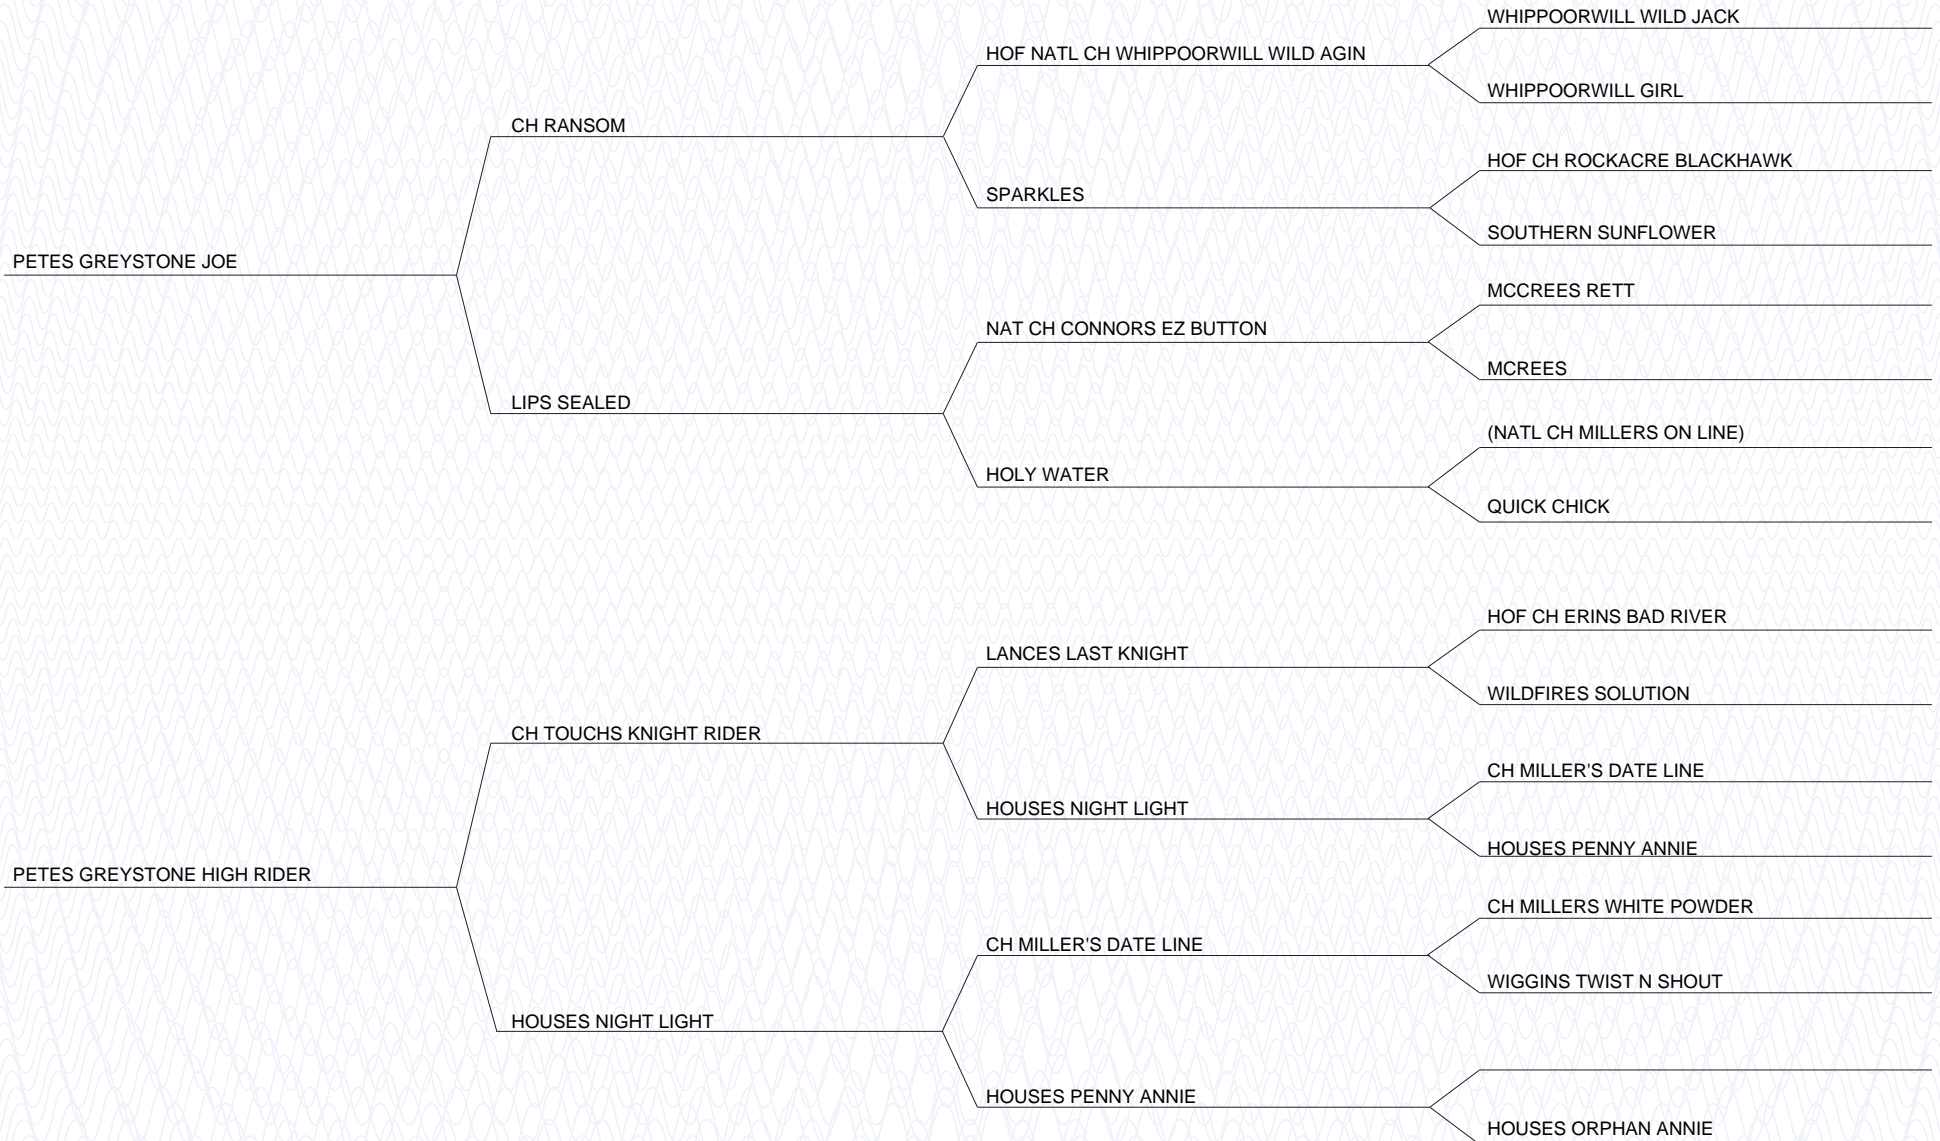 WHIPPOORWILL WILD JACK
HOF NATL CH WHIPPOORWILL WILD AGIN
WHIPPOORWILL GIRL
CH RANSOM
HOF CH ROCKACRE BLACKHAWK
SPARKLES
SOUTHERN SUNFLOWER
PETES GREYSTONE JOE
MCCREES RETT
NAT CH CONNORS EZ BUTTON
MCREES
LIPS SEALED
(NATL CH MILLERS ON LINE)
HOLY WATER
QUICK CHICK
HOF CH ERINS BAD RIVER
LANCES LAST KNIGHT
WILDFIRES SOLUTION
CH TOUCHS KNIGHT RIDER
CH MILLER'S DATE LINE
HOUSES NIGHT LIGHT
HOUSES PENNY ANNIE
PETES GREYSTONE HIGH RIDER
CH MILLERS WHITE POWDER
CH MILLER'S DATE LINE
WIGGINS TWIST N SHOUT
HOUSES NIGHT LIGHT
HOUSES PENNY ANNIE
HOUSES ORPHAN ANNIE